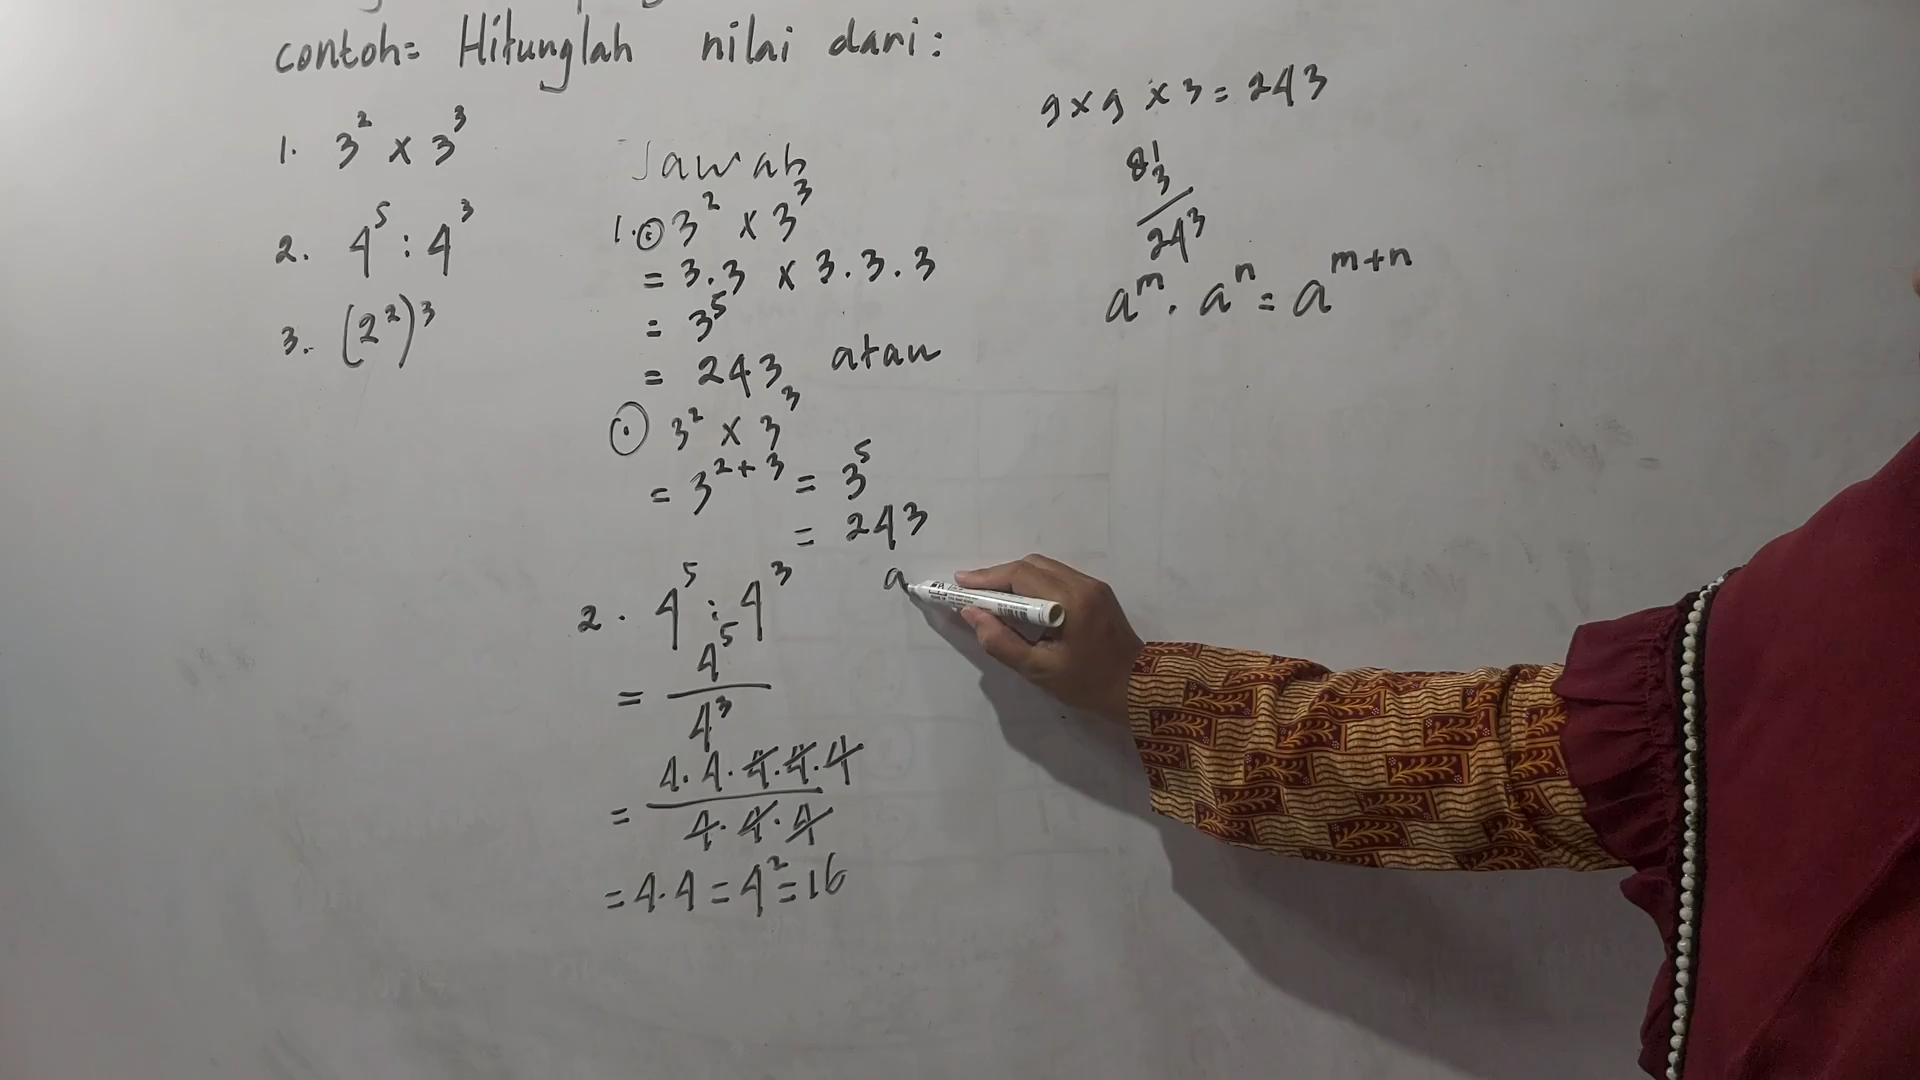 contoh= Hitunglah nilai dari:
1. 3² x 3³
2. 4⁵ : 4³
3. (2²)³
Jawab
1. ⊙ 3² x 3³
= 3.3 x 3.3.3
= 3⁵
= 243 atau
⊙ 3² x 3³
= 3²⁺³ = 3⁵
= 243
2. 4⁵ : 4³
= 4⁵
4³
= 4.4.4.4.4
4.4.4
= 4.4 = 4² = 16
a
9 x 9 x 3 = 243
81
3
243
aᵐ . aⁿ = aᵐ⁺ⁿ